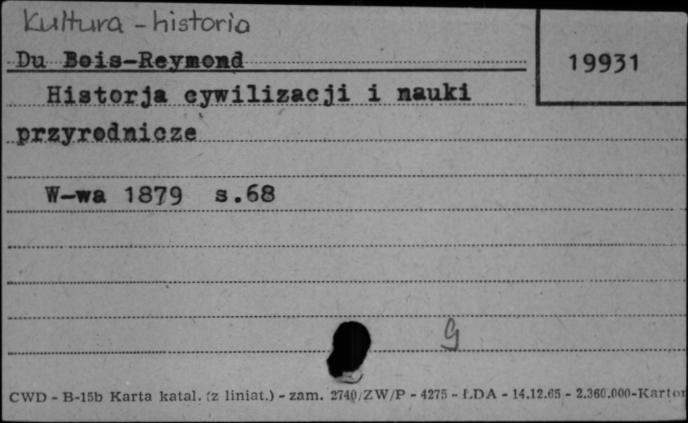 Kultura - historia
Du Bois-Reymond
19931
Historja cywilizacji i nauki
przyrodnicze
W-wa 1879 s.68
g
CWD - B-15b Karta katal. (z liniat.) - zam. 2740/ZW/P - 4275 - ŁDA - 14.12.65 - 2.360.000-Karton